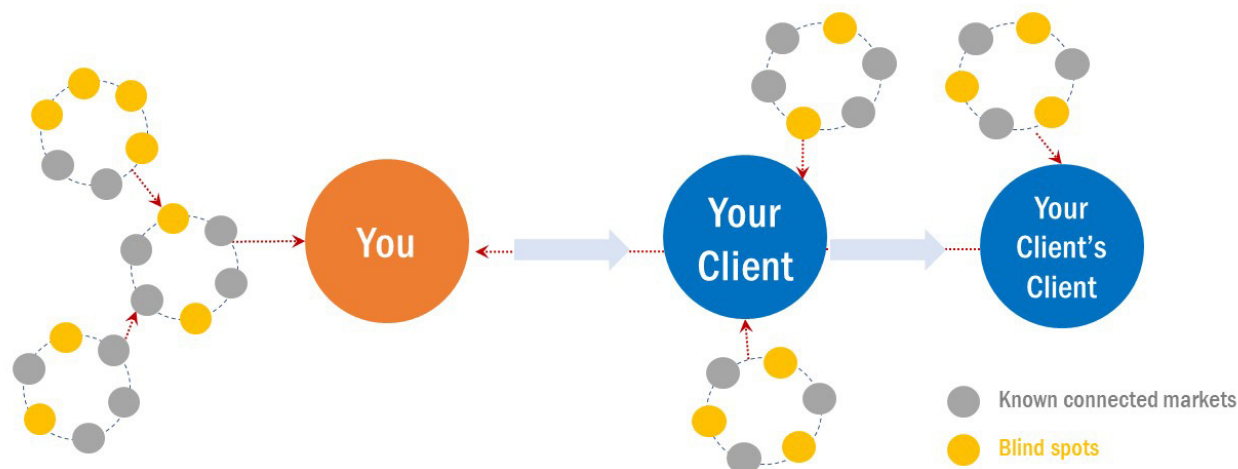 You
Your
Client
Your
Client's
Client
Known connected markets
Blind spots